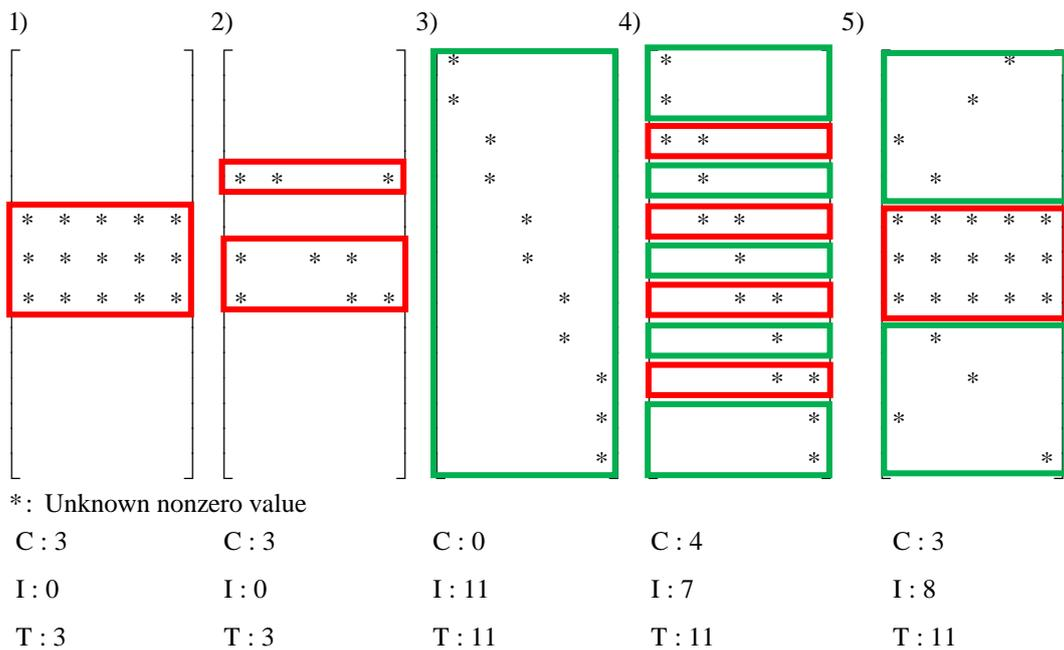 1) 2) 3) 4) 5)
* * * *
* * *
* * * *
* * * * * *
* * * * * * * * * * * * *
* * * * * * * * * * *... 
*: Unknown nonzero value
C : 3 C : 3 C : 0 C : 4 C : 3
I : 0 I : 0 I : 11 I : 7 I : 8
T : 3 T : 3 T : 11 T : 11 T : 11